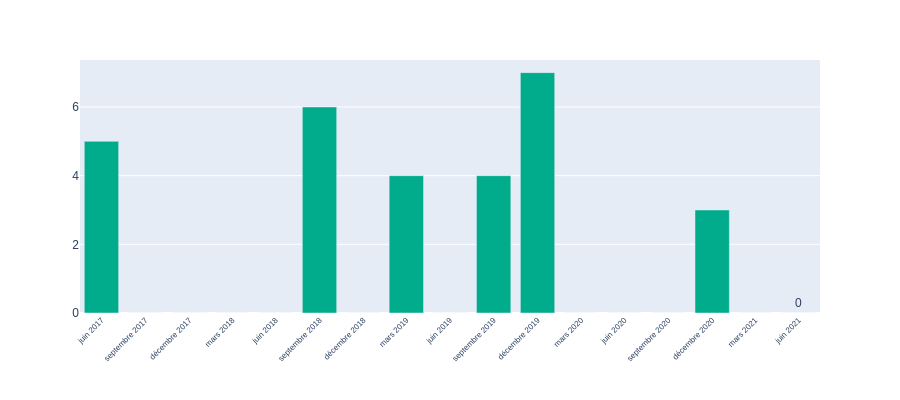 6
4
2
0
0
juin 2017
septembre 2017
décembre 2017
mars 2018
juin 2018
septembre 2018
décembre 2018
mars 2019
juin 2019
septembre 2019
décembre 2019
mars 2020
juin 2020
septembre 2020
décembre 2020
mars 2021
juin 2021